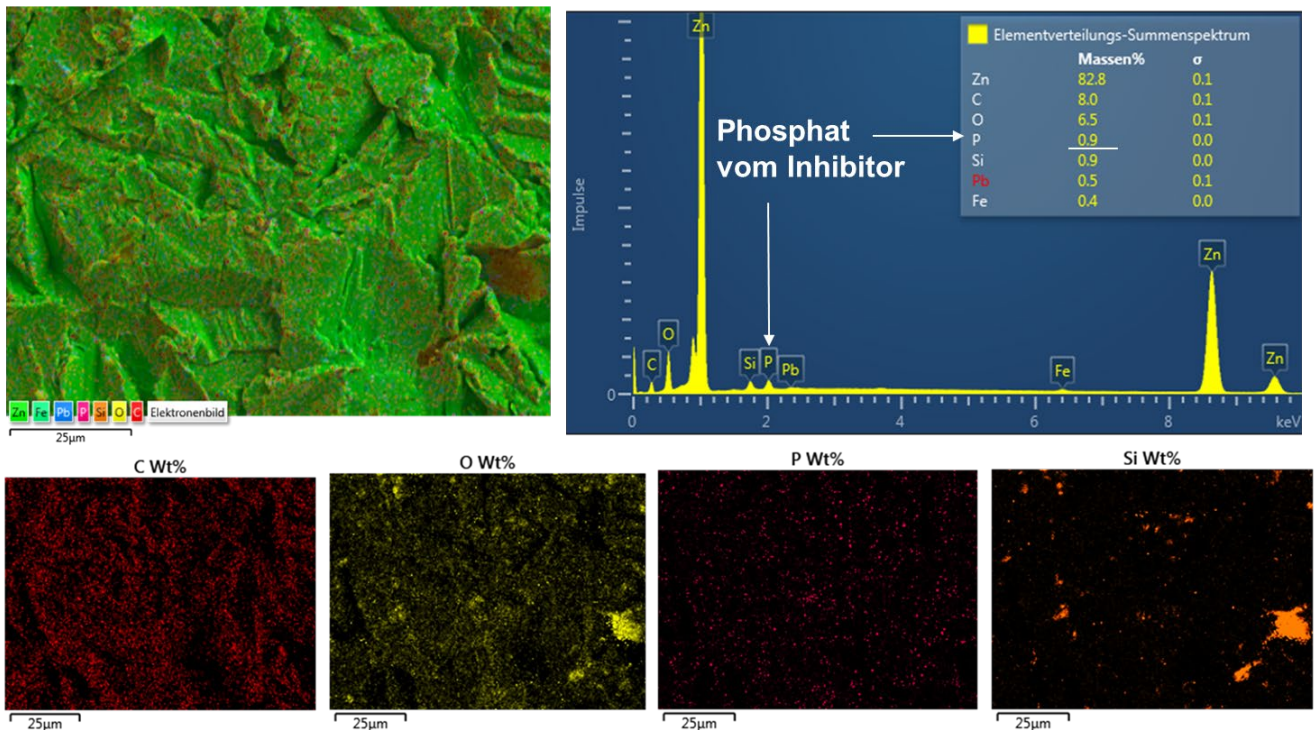 Zn Fe Pb P Si O C Elektronenbild
25µm
Elementverteilungs-Summenspektrum
Massen% σ
Zn 82.8 0.1
C 8.0 0.1
O 6.5 0.1
P 0.9 0.0
Si 0.9 0.0
Pb 0.5 0.1
Fe 0.4 0.0
Phosphat
vom Inhibitor
Impulse
Zn
C
O
Si
P
Pb
Fe
Zn
Zn
0
0 2 4 6 8 keV
C Wt%
25µm
O Wt%
25µm
P Wt%
25µm
Si Wt%
25µm